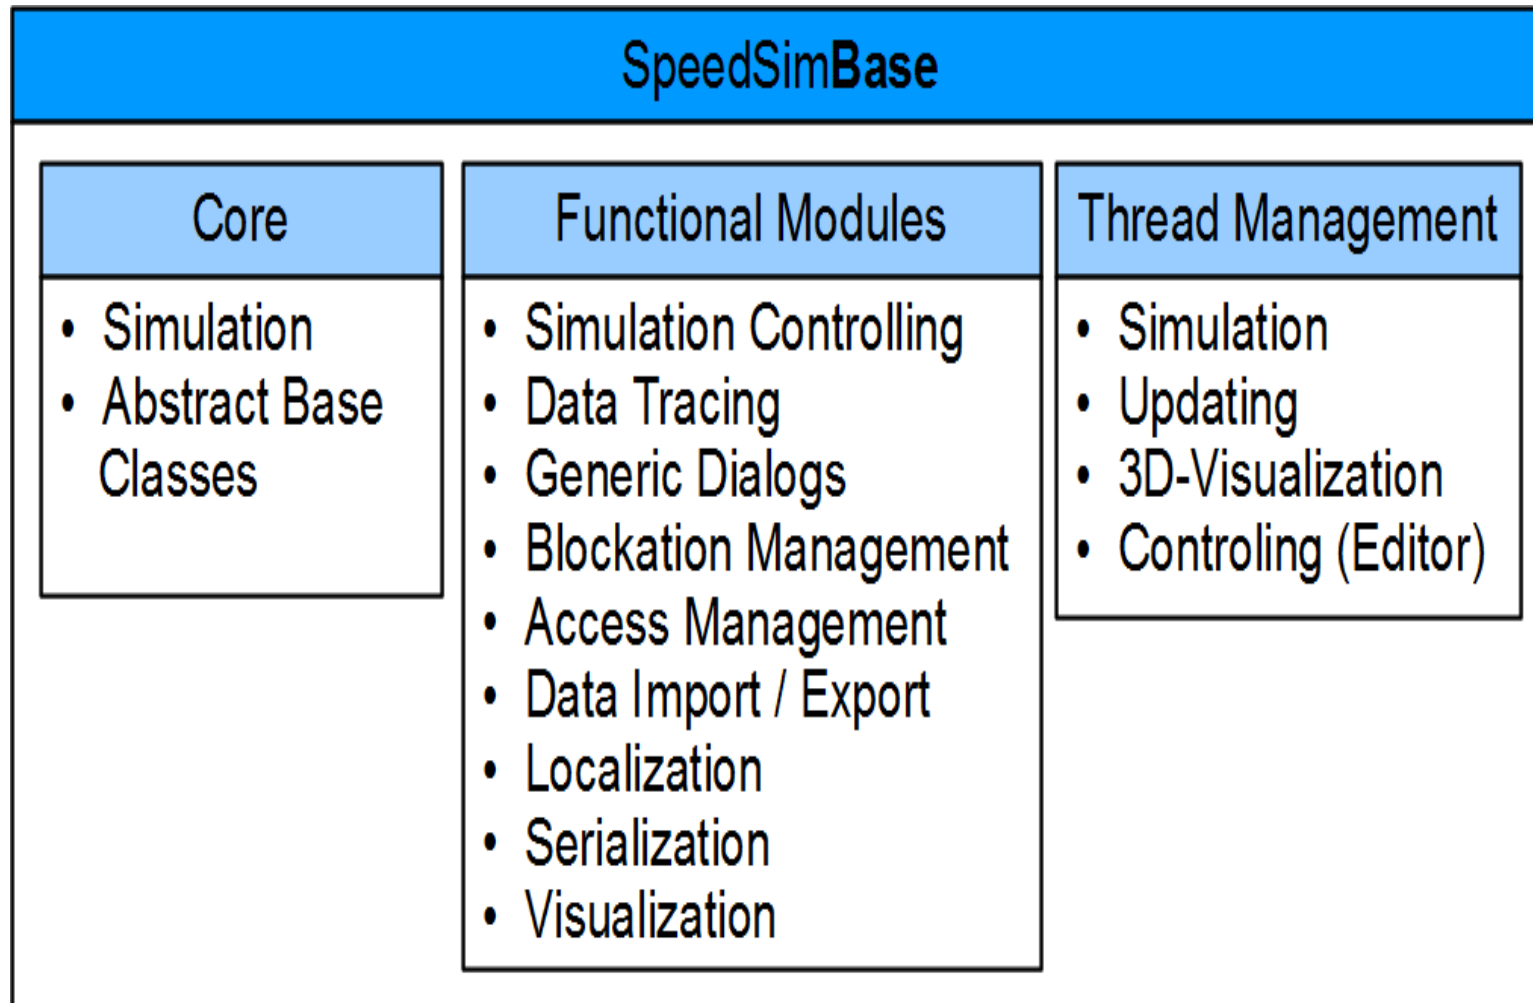 SpeedSimBase
Core
• Simulation
• Abstract Base
Classes
Functional Modules
• Simulation Controlling
• Data Tracing
• Generic Dialogs
• Blockation Management
• Access Management
• Data Import / Export
• Localization
• Serialization
• Visualization
Thread Management
• Simulation
• Updating
• 3D-Visualization
• Controling (Editor)